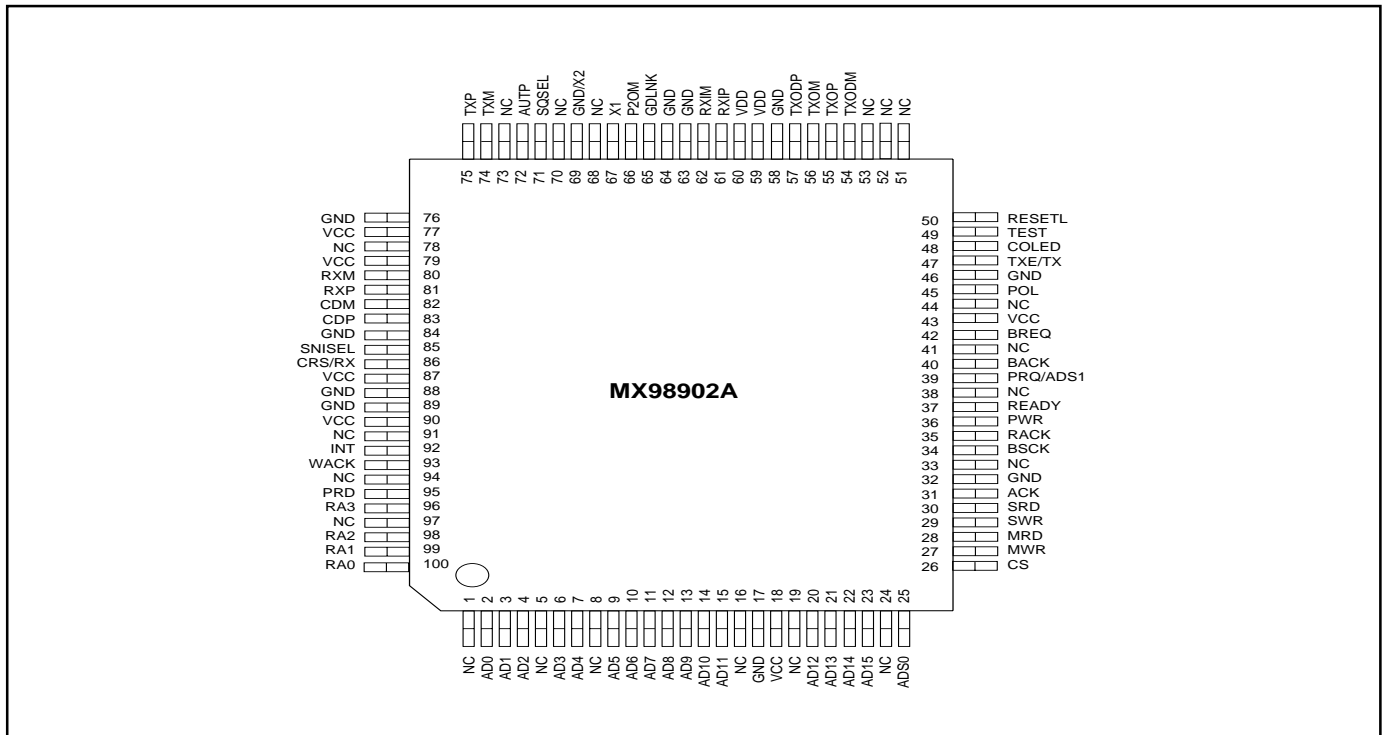 TXP TXM NC AUTP SQSEL NC GND/X2 NC X1 P2OM GDLNK GND GND RXIM RXIP VDD VDD GND TXODP TXOM TXOP TXODM NC NC NC
75 74 73 72 71 70 69 68 67 66 65 64 63 62 61 60 59 58 57 56 55 54 53 52 51
GND 76
VCC 77
NC 78
VCC 79
RXM 80
RXP 81
CDM 82
CDP 83
GND 84
SNISEL 85
CRS/RX 86
VCC 87
GND 88
GND 89
VCC 90
NC 91
INT 92
WACK 93
NC 94
PRD 95
RA3 96
NC 97
RA2 98
RA1 99
RA0 100
MX98902A
50 RESETL
49 TEST
48 COLED
47 TXE/TX
46 GND
45 POL
44 NC
43 VCC
42 BREQ
41 NC
40 BACK
39 PRQ/ADS1
38 NC
37 READY
36 PWR
35 RACK
34 BSCK
33 NC
32 GND
31 ACK
30 SRD
29 SWR
28 MRD
27 MWR
26 CS
1 2 3 4 5 6 7 8 9 10 11 12 13 14 15 16 17 18 19 20 21 22 23 24 25
NC AD0 AD1 AD2 NC AD3 AD4 NC AD5 AD6 AD7 AD8 AD9 AD10 AD11 NC GND VCC NC AD12 AD13 AD14 AD15 NC ADS0